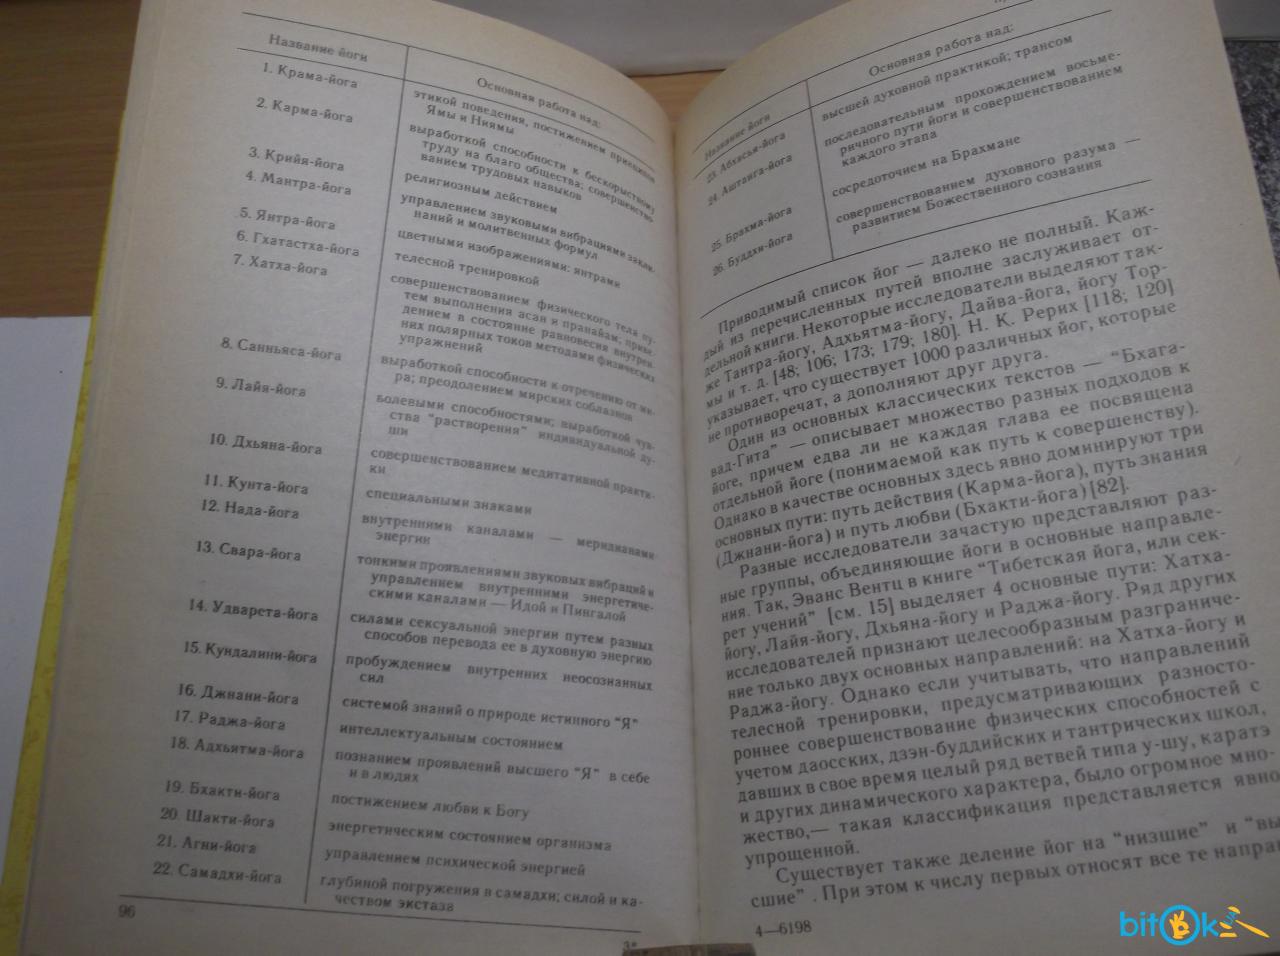 Название йоги
Основная работа над:
1. Крама-йога
этикой поведения, постижением принципов
Ямы и Ниямы
2. Карма-йога
выработкой способности к бескорыстному
труду на благо общества; совершенство-
ванием трудовых навыков
3. Крийя-йога
религиозным действием
4. Мантра-йога
управлением звуковыми вибрациями закли-
наний и молитвенных формул
5. Янтра-йога
цветными изображениями: янтрами
6. Гхатастха-йога
телесной тренировкой
7. Хатха-йога
совершенствованием физического тела пу-
тем выполнения асан и пранайам; приве-
дением в состояние равновесия внутрен-
них полярных токов методами физических
упражнений
8. Санньяса-йога
выработкой способности к отречению от ми-
ра; преодолением мирских соблазнов
9. Лайя-йога
волевыми способностями; выработкой чув-
ства "растворения" индивидуальной ду-
ши
10. Дхьяна-йога
совершенствованием медитативной практи-
ки
11. Кунта-йога
специальными знаками
12. Нада-йога
внутренними каналами — меридианами
энергии
13. Свара-йога
тонкими проявлениями звуковых вибраций и
управлением внутренними энергетиче-
скими каналами — Идой и Пингалой
14. Удварета-йога
силами сексуальной энергии путем разных
способов перевода ее в духовную энергию
15. Кундалини-йога
пробуждением внутренних неосознанных
сил
16. Джнани-йога
системой знаний о природе истинного "Я"
17. Раджа-йога
интеллектуальным состоянием
18. Адхьятма-йога
познанием проявлений высшего "Я" в себе
и в людях
19. Бхакти-йога
постижением любви к Богу
20. Шакти-йога
энергетическим состоянием организма
21. Агни-йога
управлением психической энергией
22. Самадхи-йога
глубиной погружения в самадхи; силой и ка-
чеством экстаза
96
3*
Название йоги
Основная работа над:
23. Абхасья-йога
высшей духовной практикой; трансом
24. Аштанга-йога
последовательным прохождением восьме-
ричного пути йоги и совершенствованием
каждого этапа
25. Брахма-йога
сосредоточием на Брахмане
26. Буддхи-йога
совершенствованием духовного разума —
развитием Божественного сознания
Приводимый список йог — далеко не полный. Каж-
дый из перечисленных путей вполне заслуживает от-
дельной книги. Некоторые исследователи выделяют так-
же Тантра-йогу, Адхьятма-йогу, Дайва-йога, йогу Тор-
мы и т. д. [48; 106; 173; 179; 180]. Н. К. Рерих [118; 120]
указывает, что существует 1000 различных йог, которые
не противоречат, а дополняют друг друга.
Один из основных классических текстов — "Бхага-
вад-Гита" — описывает множество разных подходов к
йоге, причем едва ли не каждая глава ее посвящена
отдельной йоге (понимаемой как путь к совершенству).
Однако в качестве основных здесь явно доминируют три
основных пути: путь действия (Карма-йога), путь знания
(Джнани-йога) и путь любви (Бхакти-йога) [82].
Разные исследователи зачастую представляют раз-
ные группы, объединяющие йоги в основные направле-
ния. Так, Эванс Вентц в книге "Тибетская йога, или сек-
рет учений" [см. 15] выделяет 4 основные пути: Хатха-
йогу, Лайя-йогу, Дхьяна-йогу и Раджа-йогу. Ряд других
исследователей признают целесообразным разграниче-
ние только двух основных направлений: на Хатха-йогу и
Раджа-йогу. Однако если учитывать, что направлений
телесной тренировки, предусматривающих разносто-
роннее совершенствование физических способностей с
учетом даосских, дзэн-буддийских и тантрических школ,
давших в свое время целый ряд ветвей типа у-шу, каратэ
и других динамического характера, было огромное мно-
жество,— такая классификация представляется явно
упрощенной.
Существует также деление йог на "низшие" и "вы
сшие" . При этом к числу первых относят все те направ
4—6198
bitOk